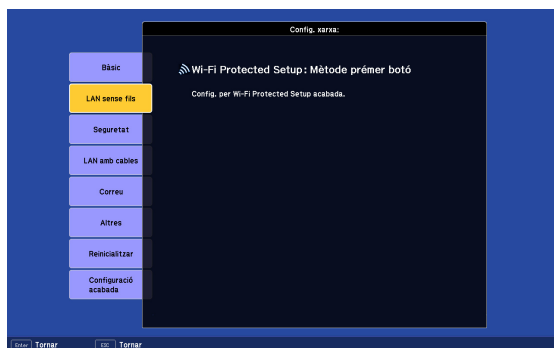 Config. xarxa:
Bàsic
LAN sense fils
Seguretat
LAN amb cables
Correu
Altres
Reinicialitzar
Configuració
acabada
Wi-Fi Protected Setup: Mètode prémer botó
Config. per Wi-Fi Protected Setup acabada.
Enter Tornar ESC Tornar